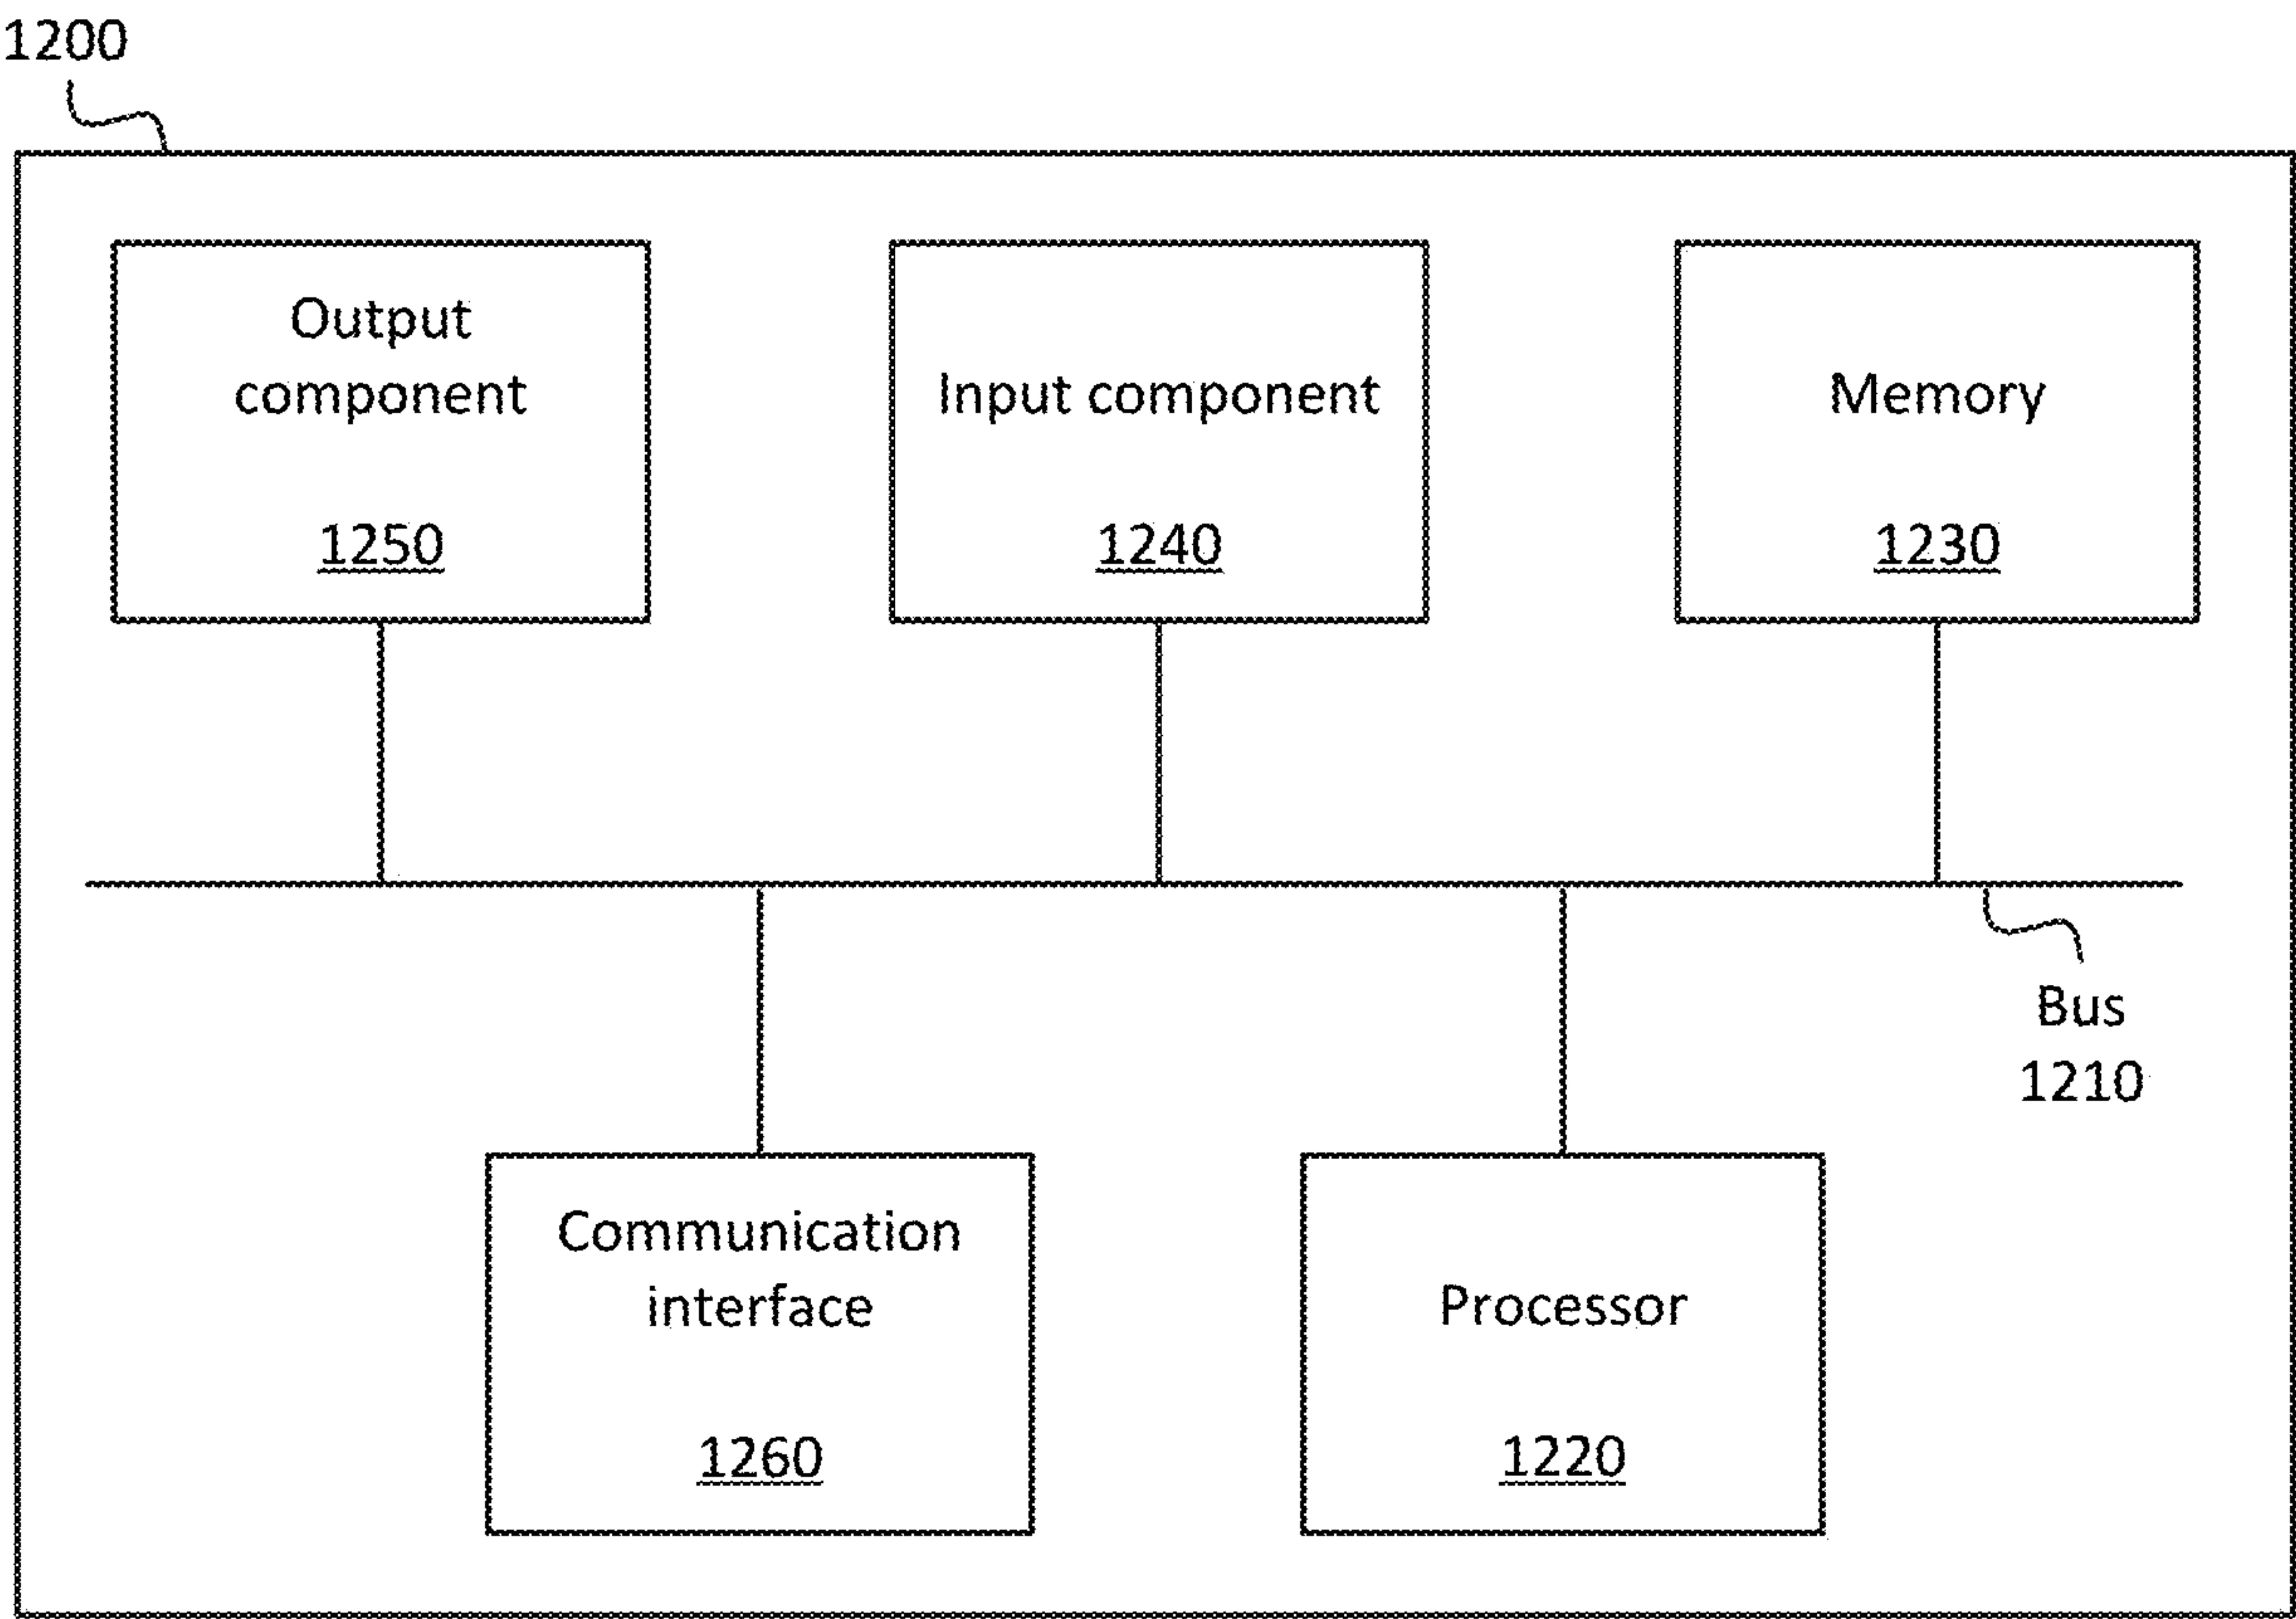 1200
Output
component
1250
Input component
1240
Memory
1230
Bus
1210
Communication
interface
1260
Processor
1220